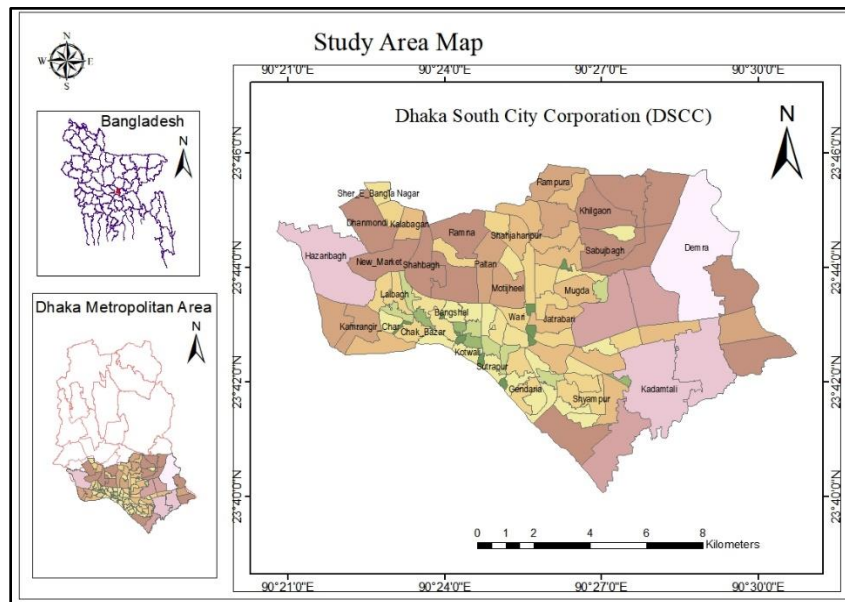 Study Area Map
N
W
E
S
Bangladesh
N
Dhaka Metropolitan Area
N
90°21'0"E
90°24'0"E
90°27'0"E
90°30'0"E
Dhaka South City Corporation (DSCC)
N
23°46'0"N
23°46'0"N
Sher_E_Bangla Nagar
Rampura
Dhanmondi
Kalabagan
Khilgaon
Ramna
Shahjahanpur
Hazaribagh
Sabujbagh
Demra
New_Market
Shahbagh
Paltan
23°44'0"N
23°44'0"N
Motijheel
Mugda
Lalbagh
Bangshal
Wari
Jatrabari
Kamrangir_Char
Chak_Bazar
Kotwali
23°42'0"N
23°42'0"N
Sutrapur
Gendaria
Kadamtali
Shyampur
23°40'0"N
23°40'0"N
0 1 2 4 6 8
Kilometers
90°21'0"E
90°24'0"E
90°27'0"E
90°30'0"E